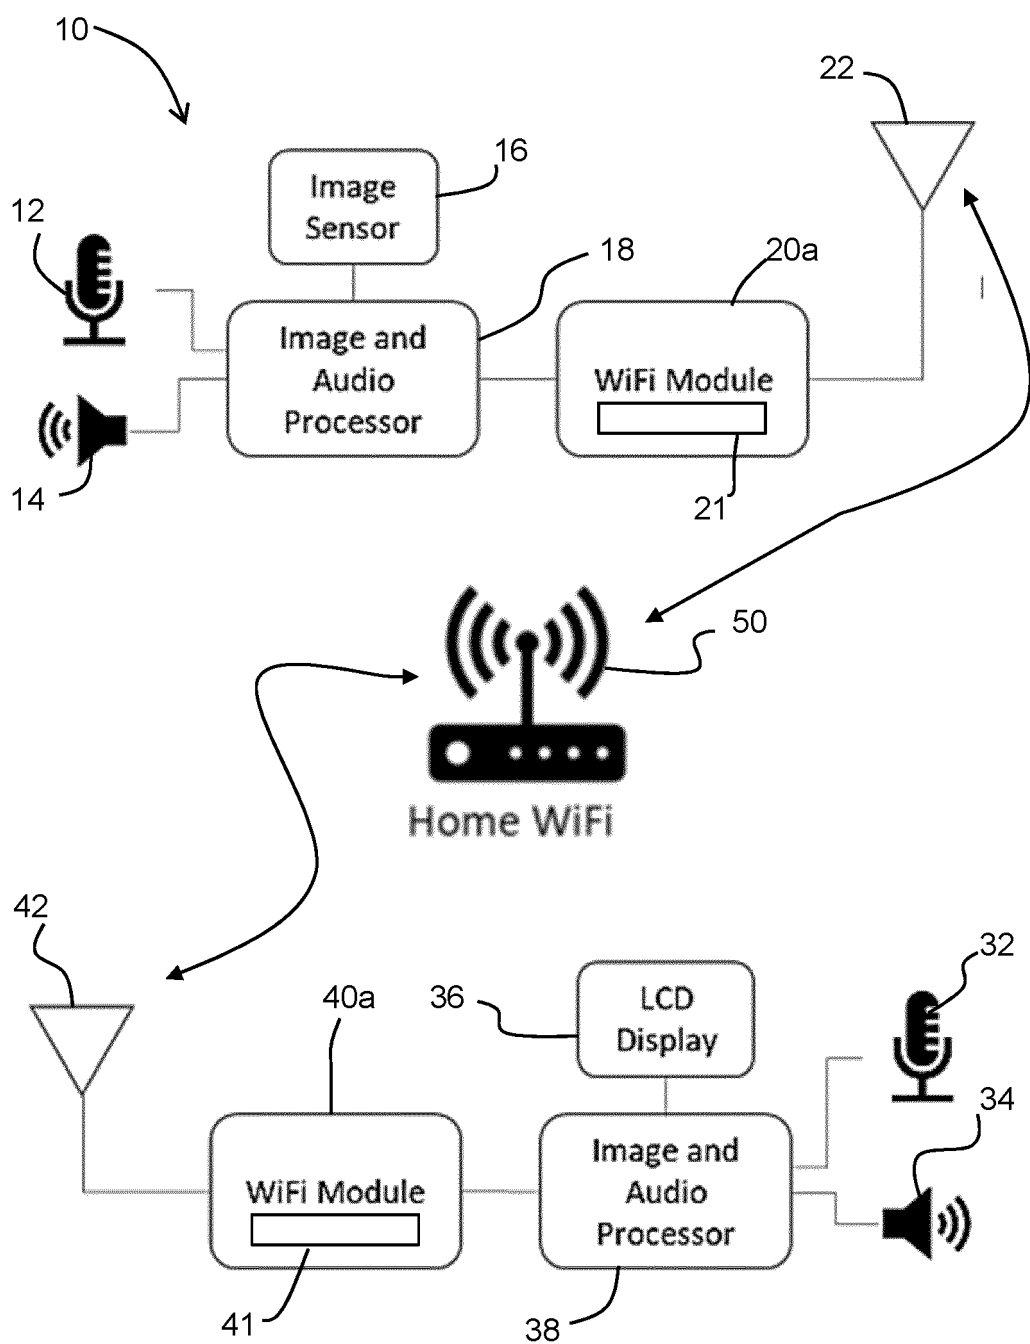 10
22
16
Image
Sensor
12
18
20a
Image and
Audio
Processor
WiFi Module
14
21
50
Home WiFi
42
32
40a
36
LCD
Display
34
Image and
Audio
Processor
WiFi Module
41
38